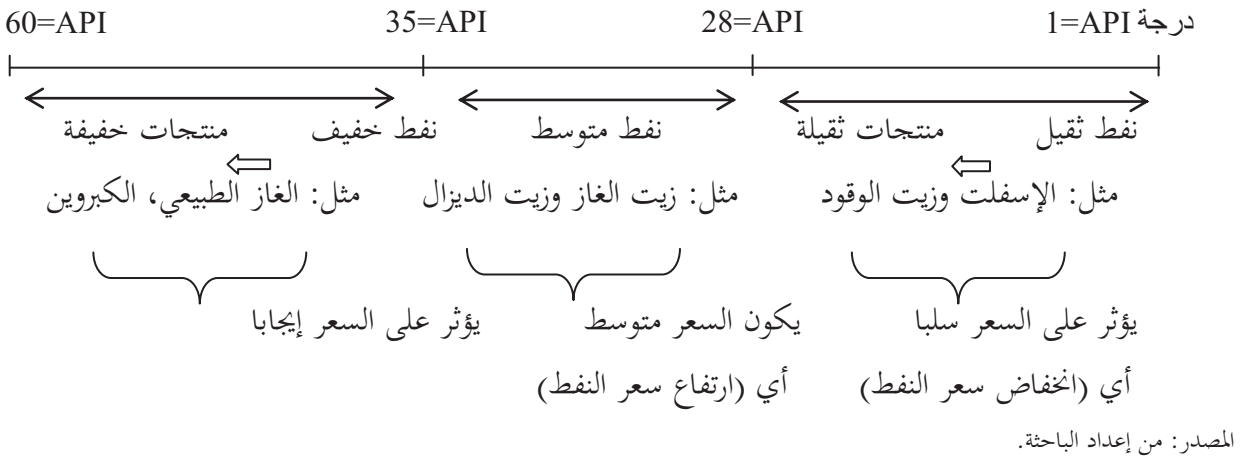 درجة API=1 API=28 API=35 API=60
نفط ثقيل منتجات ثقيلة نفط متوسط نفط خفيف منتجات خفيفة
مثل: الإسفلت وزيت الوقود مثل: زيت الغاز وزيت الديزال مثل: الغاز الطبيعي، الكبروين
يؤثر على السعر سلبا يكون السعر متوسط يؤثر على السعر إيجابا
أي (انخفاض سعر النفط) أي (ارتفاع سعر النفط)
المصدر: من إعداد الباحثة.